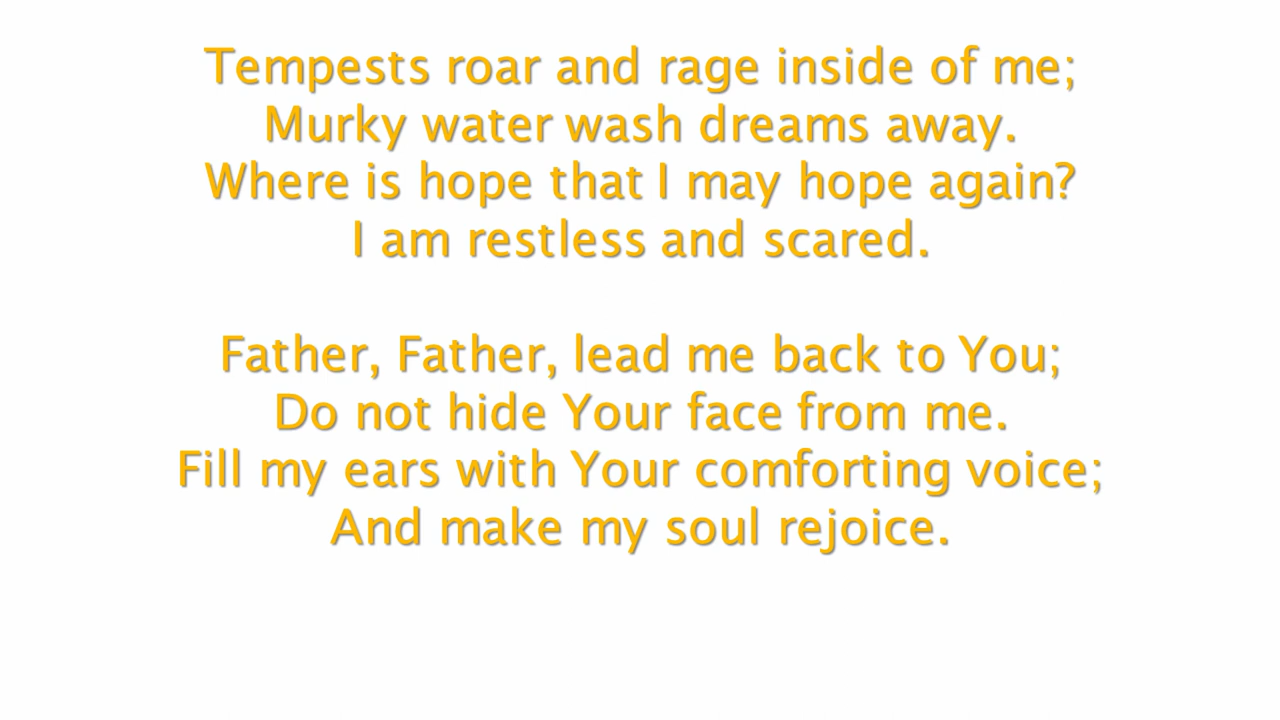 Tempests roar and rage inside of me;
Murky water wash dreams away.
Where is hope that I may hope again?
I am restless and scared.
Father, Father, lead me back to You;
Do not hide Your face from me.
Fill my ears with Your comforting voice;
And make my soul rejoice.